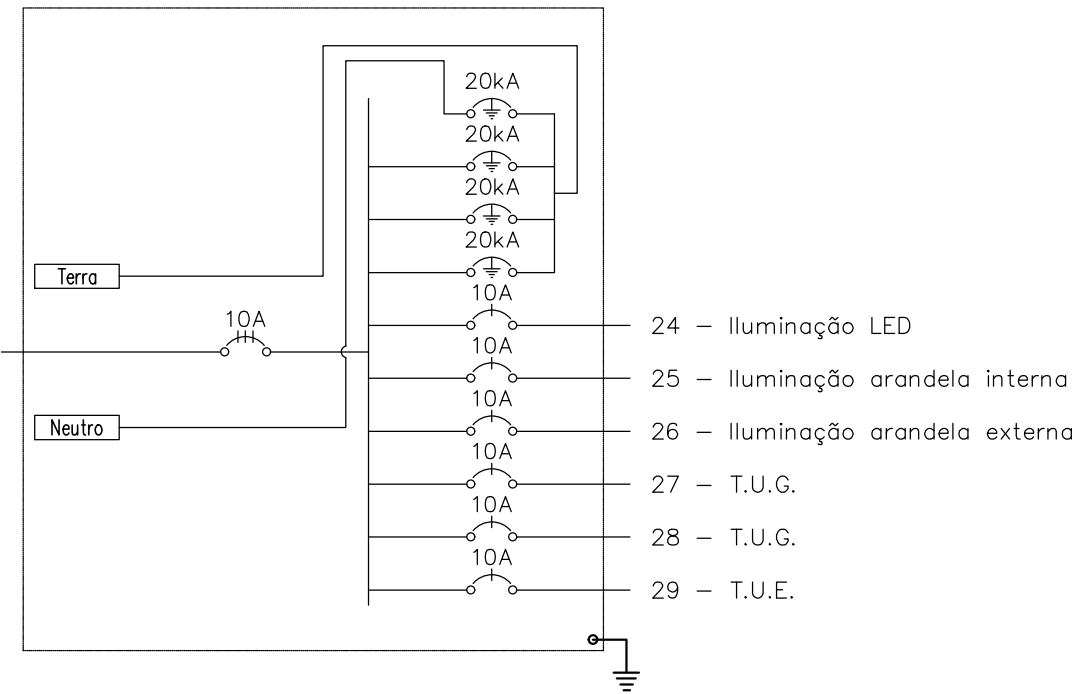 20kA
20kA
20kA
20kA
Terra
10A
10A
24 – Iluminação LED
10A
25 – Iluminação arandela interna
10A
Neutro
26 – Iluminação arandela externa
10A
27 – T.U.G.
10A
28 – T.U.G.
10A
29 – T.U.E.